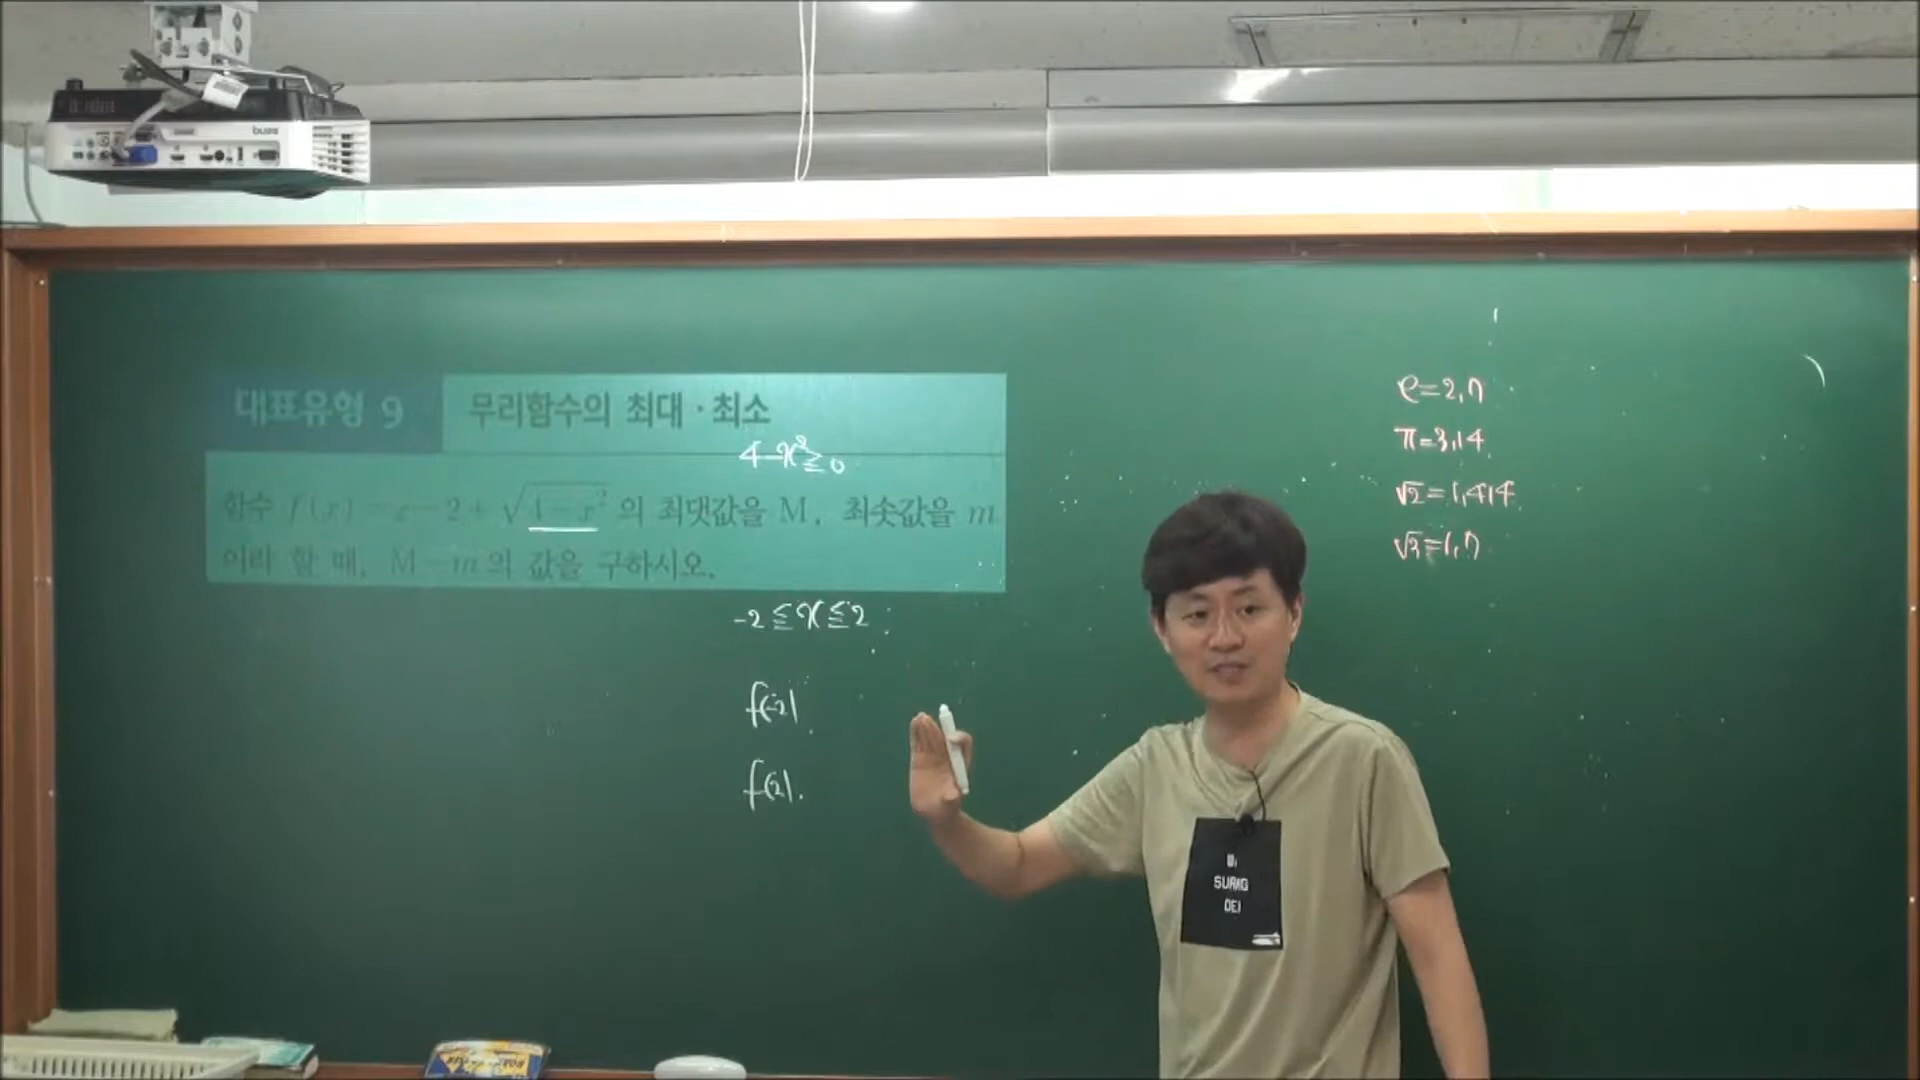 BenQ
대표유형 9
무리함수의 최대·최소
4-x²≧0
함수 f(x)=x-2+√4-x² 의 최댓값을 M, 최솟값을 m
이라 할 때, M-m의 값을 구하시오.
-2≦x≦2
f(-2)
f(2).
e=2.7
π=3.14
√2=1.414
√3=1.7
SURNG
DEI